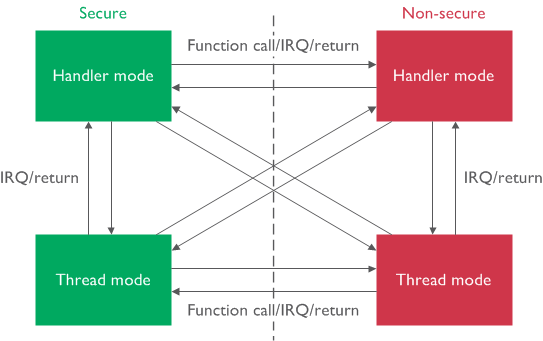 Secure
Non-secure
Function call/IRQ/return
Handler mode
Handler mode
IRQ/return
IRQ/return
Thread mode
Thread mode
Function call/IRQ/return